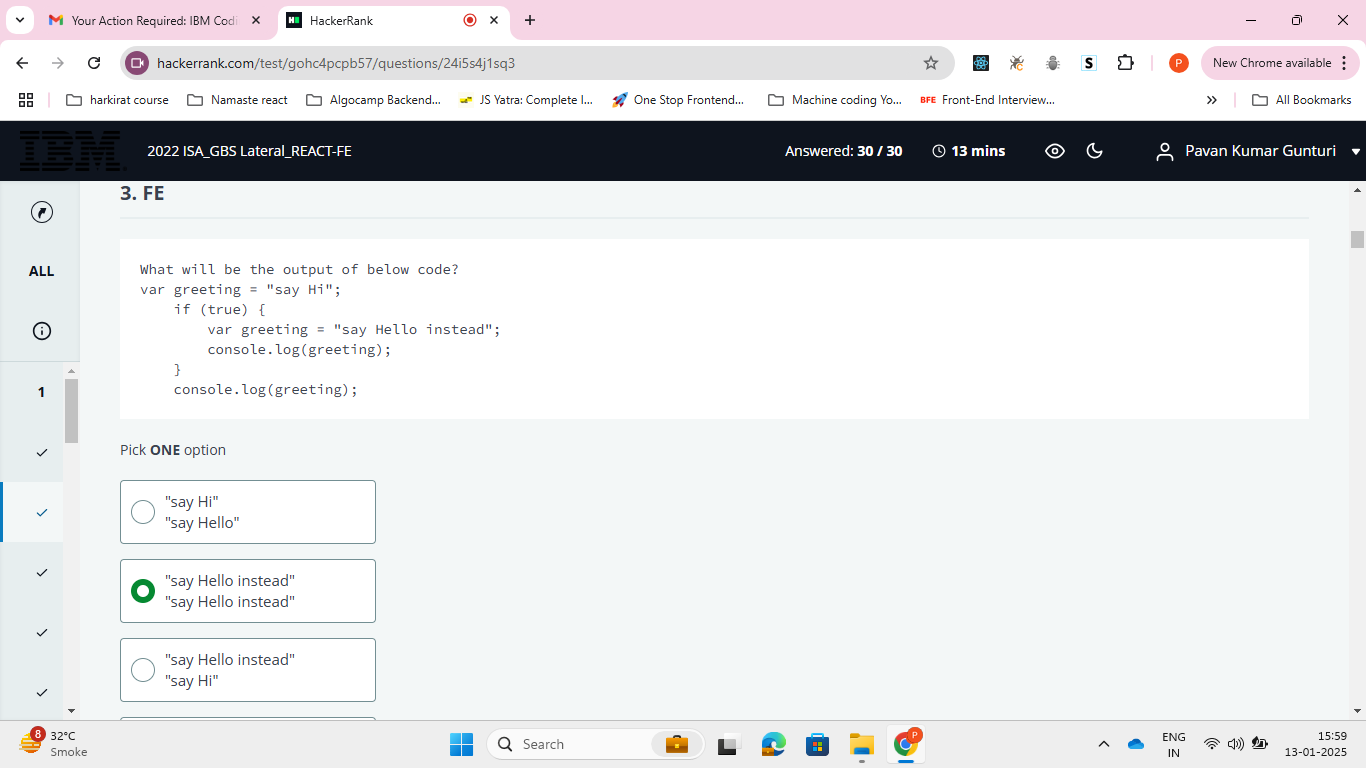 Your Action Required: IBM Codi
HackerRank
hackerrank.com/test/gohc4pcpb57/questions/24i5s4j1sq3
S
P
New Chrome available
harkirat course
Namaste react
Algocamp Backend...
JS Yatra: Complete I...
One Stop Frontend...
Machine coding Yo...
BFE Front-End Interview...
»
All Bookmarks
IBM
2022 ISA_GBS Lateral_REACT-FE
Answered: 30 / 30
13 mins
Pavan Kumar Gunturi
ALL
1
3. FE
What will be the output of below code?
var greeting = "say Hi";
if (true) {
var greeting = "say Hello instead";
console.log(greeting);
}
console.log(greeting);
Pick ONE option
"say Hi"
"say Hello"
"say Hello instead"
"say Hello instead"
"say Hello instead"
"say Hi"
8
32°C
Smoke
Search
P
ENG
IN
15:59
13-01-2025